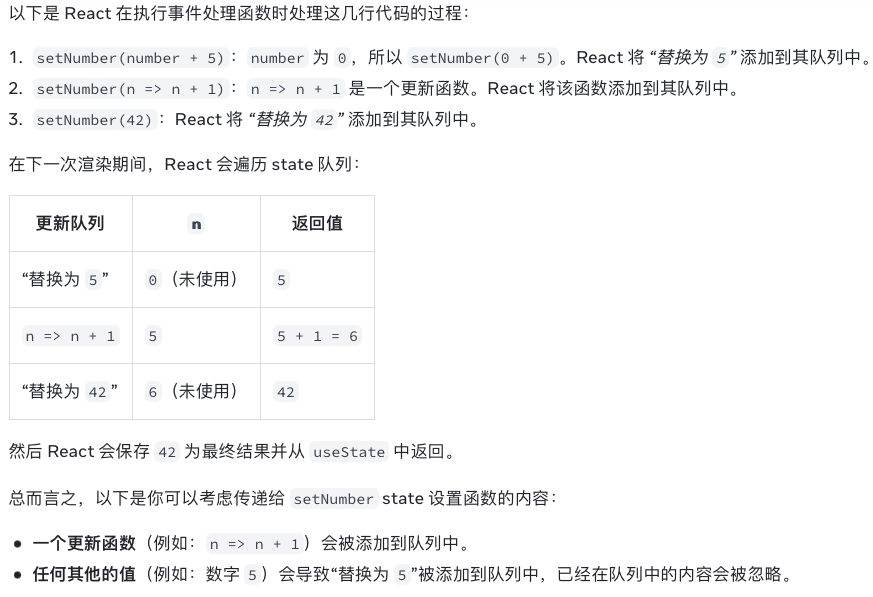 以下是 React 在执行事件处理函数时处理这几行代码的过程：
1. setNumber(number + 5)： number 为 0，所以 setNumber(0 + 5)。React 将 “替换为 5” 添加到其队列中。
2. setNumber(n => n + 1)： n => n + 1 是一个更新函数。React 将该函数添加到其队列中。
3. setNumber(42)： React 将 “替换为 42” 添加到其队列中。
在下一次渲染期间，React 会遍历 state 队列：
更新队列 n 返回值
“替换为 5” 0（未使用） 5
n => n + 1 5 5 + 1 = 6
“替换为 42” 6（未使用） 42
然后 React 会保存 42 为最终结果并从 useState 中返回。
总而言之，以下是你可以考虑传递给 setNumber state 设置函数的内容：
• 一个更新函数（例如： n => n + 1）会被添加到队列中。
• 任何其他的值（例如：数字 5）会导致“替换为 5”被添加到队列中，已经在队列中的内容会被忽略。